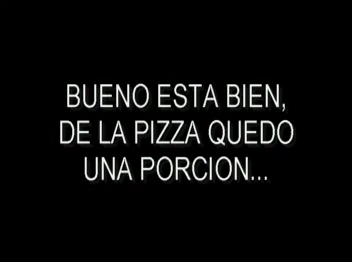 BUENO ESTA BIEN,
DE LA PIZZA QUEDO
UNA PORCION...